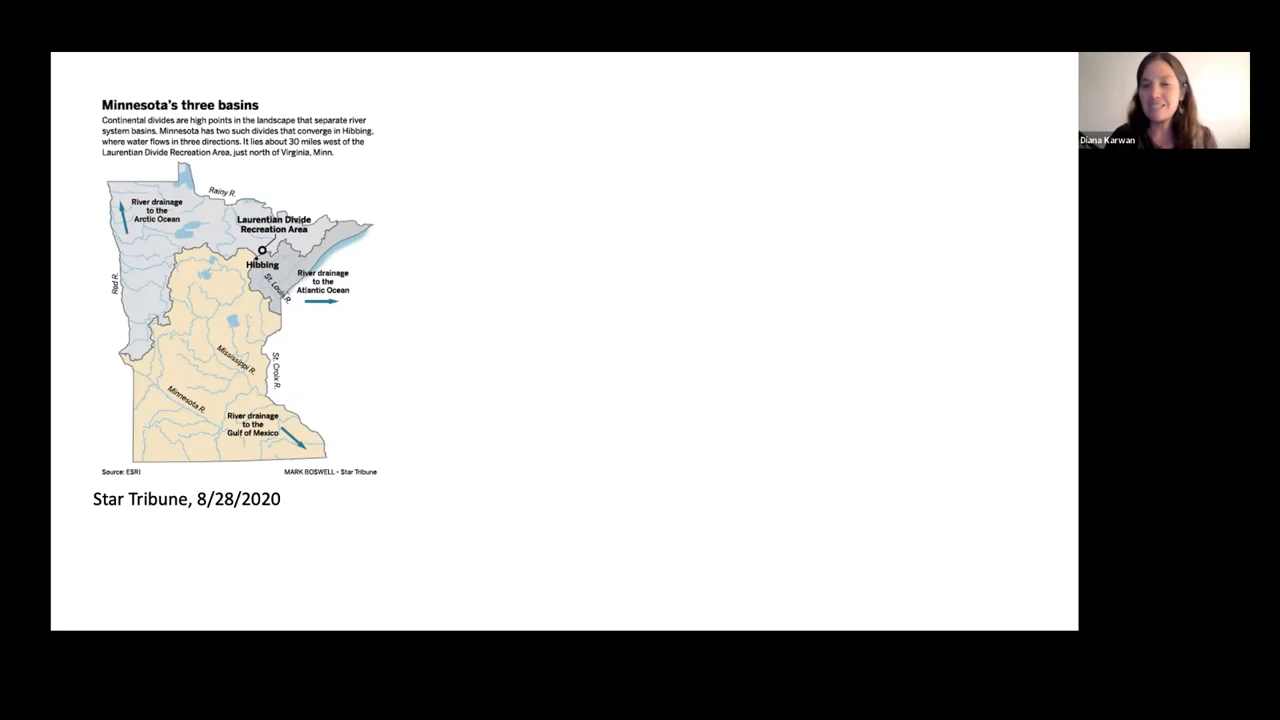 Minnesota's three basins
Continental divides are high points in the landscape that separate river
system basins. Minnesota has two such divides that converge in Hibbing,
where water flows in three directions. It lies about 30 miles west of the
Laurentian Divide Recreation Area, just north of Virginia, Minn.
Rainy R.
River drainage
to the
Arctic Ocean
Laurentian Divide
Recreation Area
Hibbing
River drainage
to the
Atlantic Ocean
St. Louis R.
Red R.
Mississippi R.
St. Croix R.
Minnesota R.
River drainage
to the
Gulf of Mexico
Source: ESRI
MARK BOSWELL • Star Tribune
Star Tribune, 8/28/2020
Diana Karwan